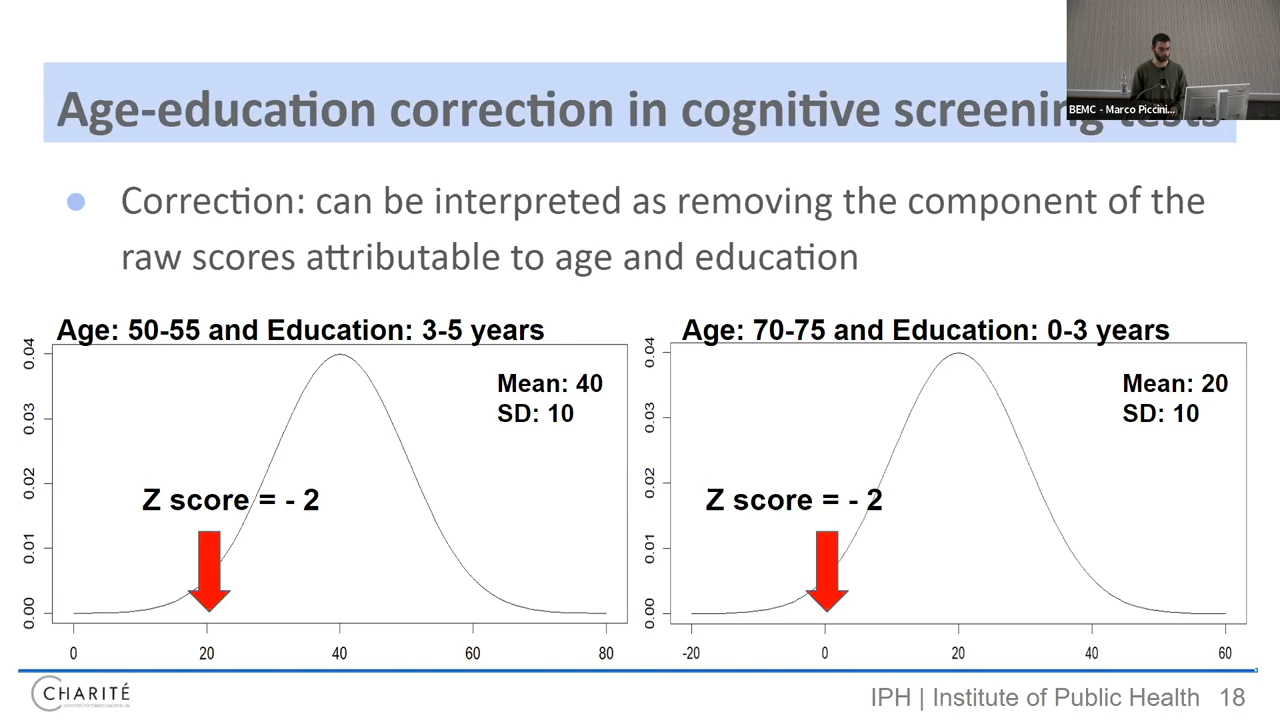 Age-education correction in cognitive screening tests
BEMC - Marco Piccini...
● Correction: can be interpreted as removing the component of the
raw scores attributable to age and education
Age: 50-55 and Education: 3-5 years
Mean: 40
SD: 10
Z score = - 2
0.00 0.01 0.02 0.03 0.04
0 20 40 60 80
Age: 70-75 and Education: 0-3 years
Mean: 20
SD: 10
Z score = - 2
0.00 0.01 0.02 0.03 0.04
-20 0 20 40 60
CHARITÉ
UNIVERSITÄTSMEDIZIN BERLIN
IPH | Institute of Public Health 18